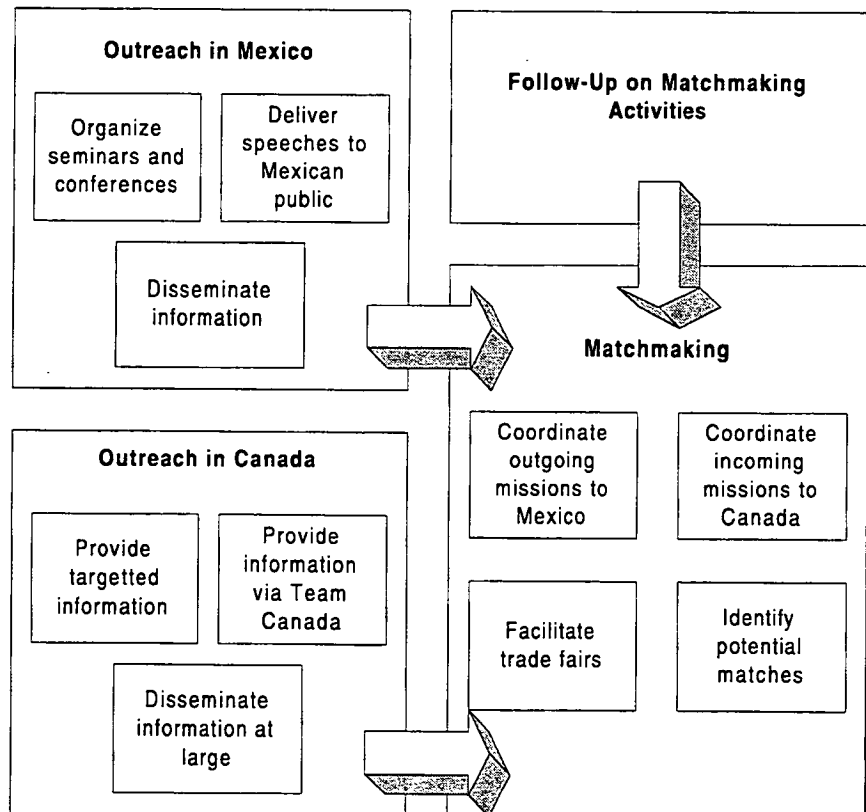 Outreach in Mexico
Organize
seminars and
conferences
Deliver
speeches to
Mexican
public
Disseminate
information
Follow-Up on Matchmaking
Activities
Matchmaking
Coordinate
outgoing
missions to
Mexico
Coordinate
incoming
missions to
Canada
Facilitate
trade fairs
Identify
potential
matches
Outreach in Canada
Provide
targetted
information
Provide
information
via Team
Canada
Disseminate
information at
large